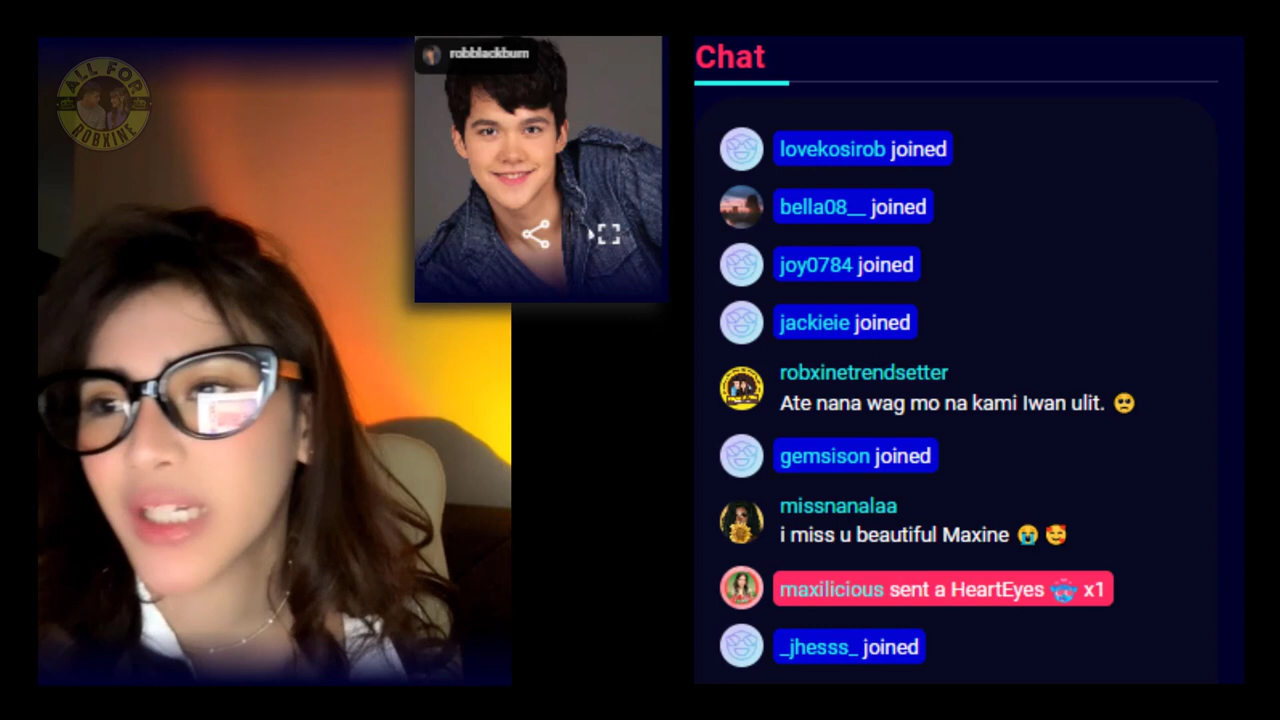 ALL FOR
ROBXINE
robblackburn
Chat
lovekosirob joined
bella08__ joined
joy0784 joined
jackieie joined
robxinetrendsetter
Ate nana wag mo na kami Iwan ulit. 🥺
gemsison joined
missnanalaa
i miss u beautiful Maxine 😭 🥰
maxilicious sent a HeartEyes 😍 x1
_jhesss_ joined